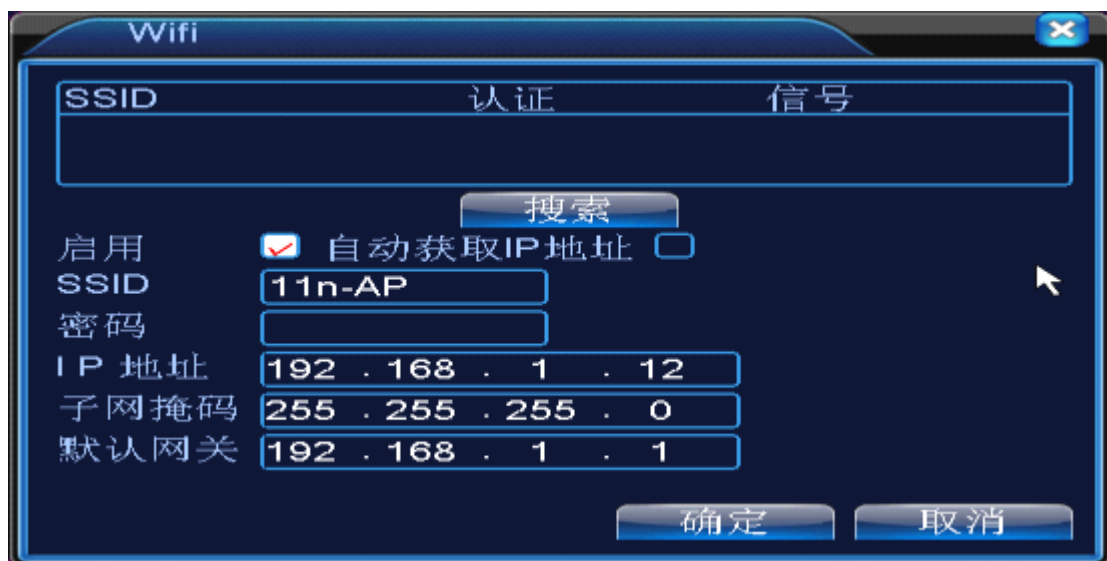 Wifi
SSID 认证 信号
搜索
启用 自动获取IP地址
SSID 11n-AP
密码
IP 地址 192 . 168 . 1 . 12
子网掩码 255 . 255 . 255 . 0
默认网关 192 . 168 . 1 . 1
确定 取消